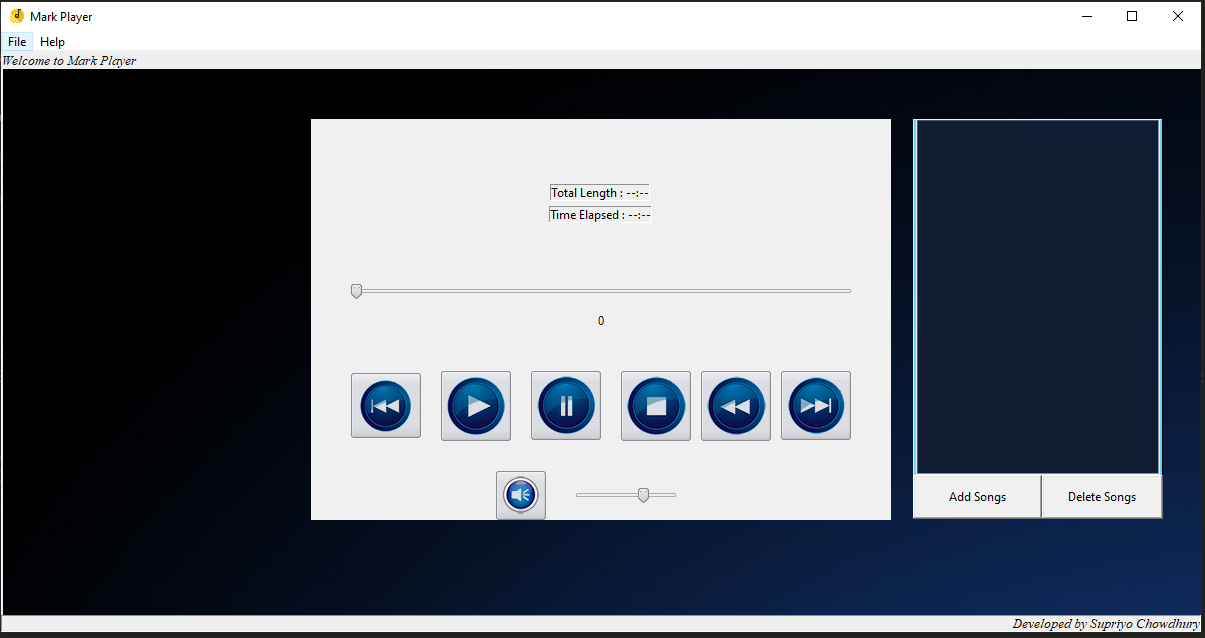 Mark Player
File Help
Welcome to Mark Player
Total Length : --:--
Time Elapsed : --:--
0
Add Songs Delete Songs
Developed by Supriyo Chowdhury